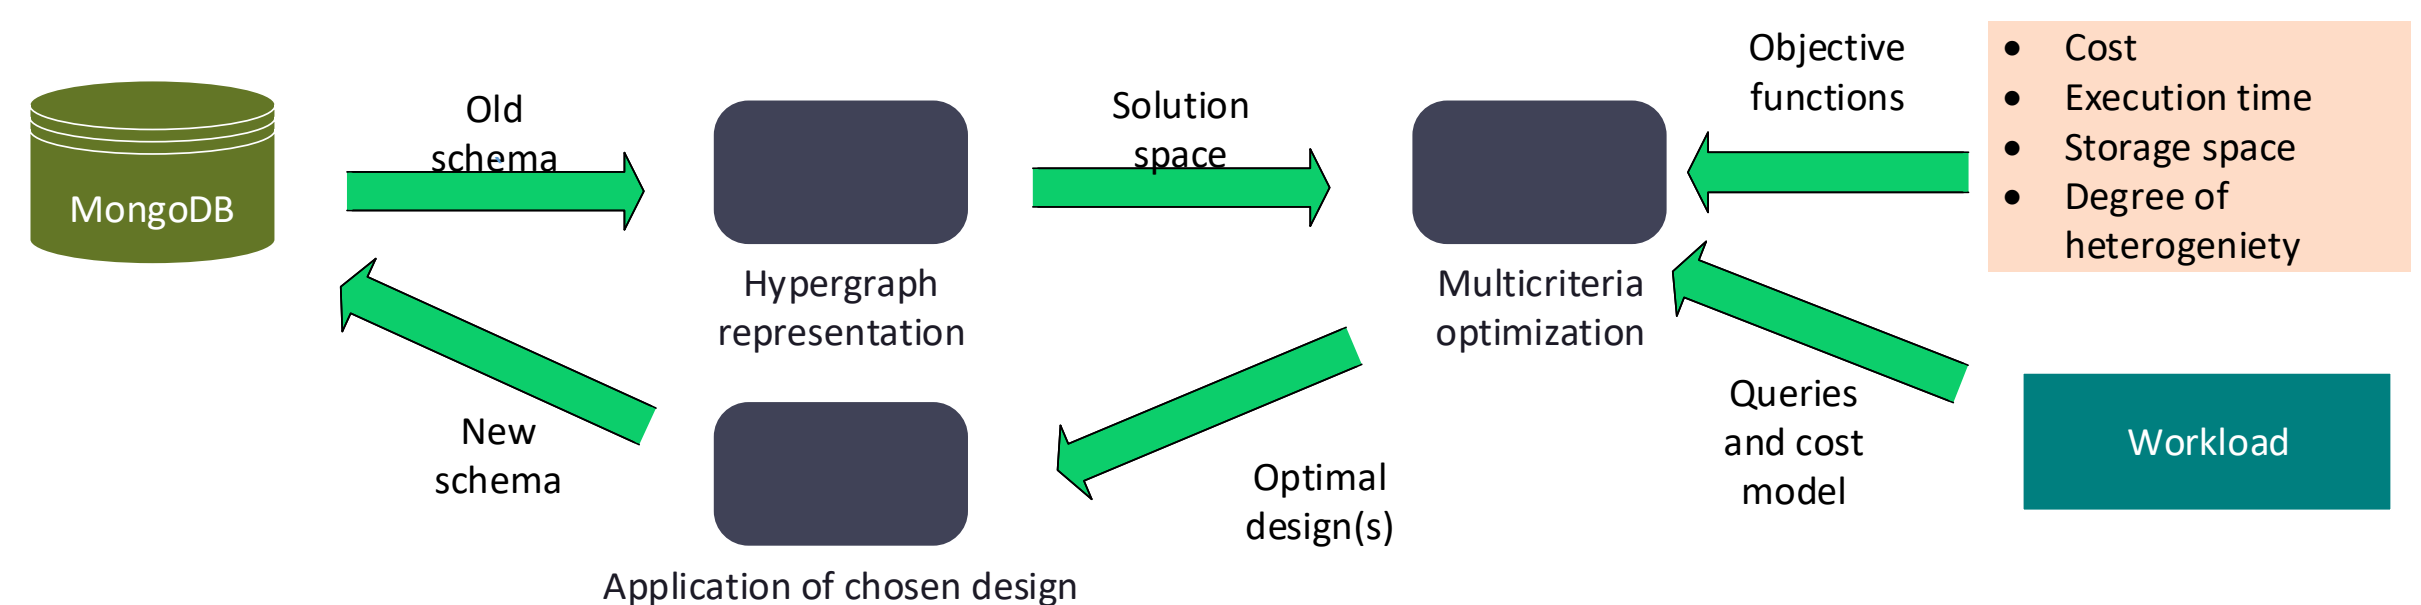 MongoDB
Old
schema
Hypergraph
representation
Solution
space
Multicriteria
optimization
Objective
functions
• Cost
• Execution time
• Storage space
• Degree of
heterogeniety
Queries
and cost
model
Workload
Optimal
design(s)
Application of chosen design
New
schema